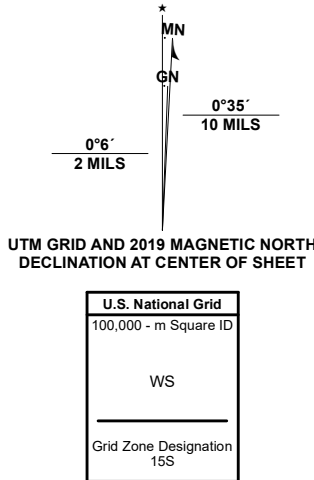 ★
MN
GN
0°35´
10 MILS
0°6´
2 MILS
UTM GRID AND 2019 MAGNETIC NORTH
DECLINATION AT CENTER OF SHEET
U.S. National Grid
100,000 - m Square ID
WS
Grid Zone Designation
15S